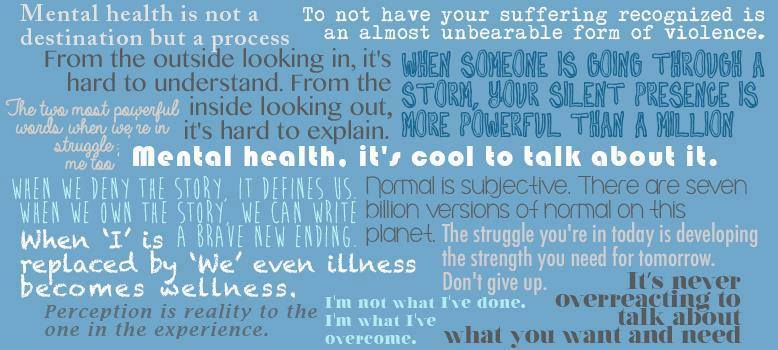 Mental health is not a
destination but a process
To not have your suffering recognized is
an almost unbearable form of violence.
From the outside looking in, it's
hard to understand. From the
inside looking out,
it's hard to explain.
WHEN SOMEONE IS GOING THROUGH A
STORM, YOUR SILENT PRESENCE IS
MORE POWERFUL THAN A MILLION
The two most powerful
words when we're in
struggle:
me too
Mental health, it's cool to talk about it.
WHEN WE DENY THE STORY, IT DEFINES US.
WHEN WE OWN THE STORY, WE CAN WRITE
A BRAVE NEW ENDING.
Normal is subjective. There are seven
billion versions of normal on this
planet.
When 'I' is
replaced by 'We' even illness
becomes wellness.
The struggle you're in today is developing
the strength you need for tomorrow.
Don't give up.
Perception is reality to the
one in the experience.
I'm not what I've done.
I'm what I've
overcome.
It's never
overreacting to
talk about
what you want and need